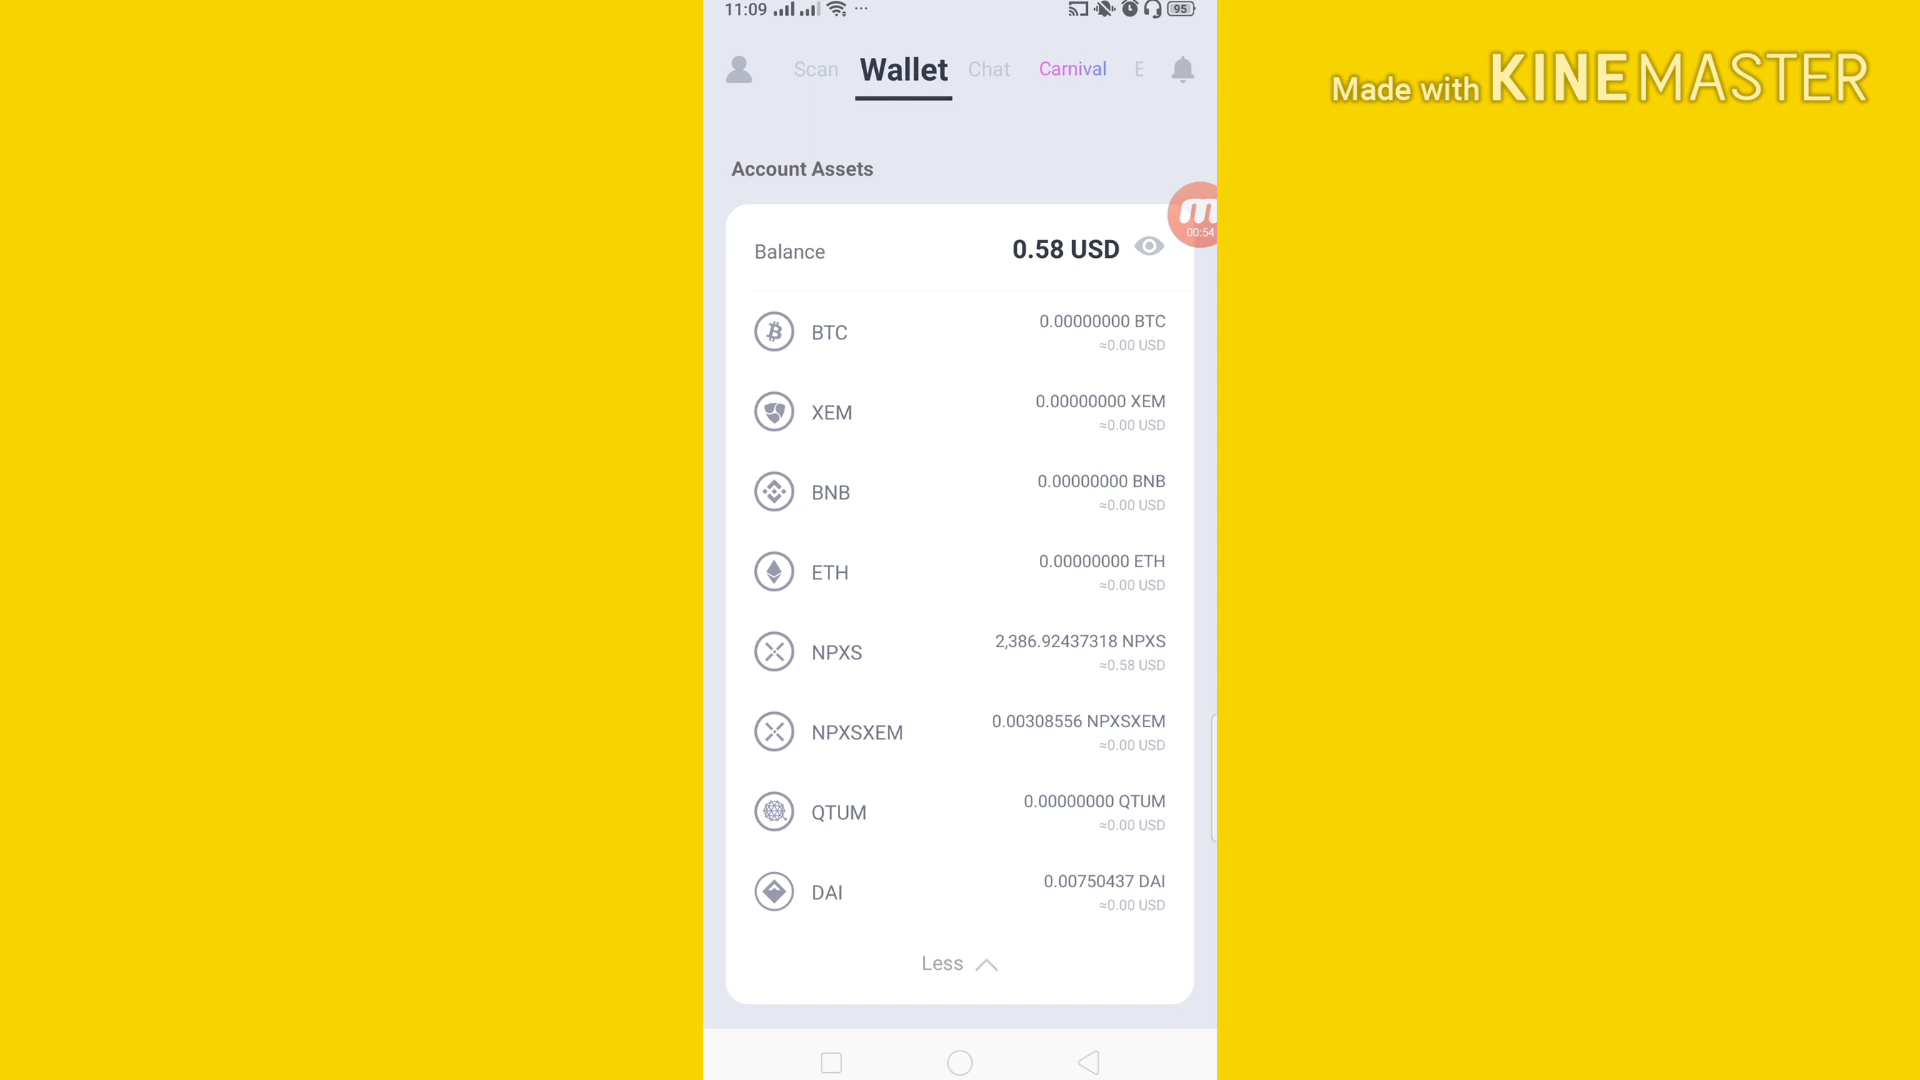 11:09
95
Made with KINEMASTER
Scan Wallet Chat Carnival E
Account Assets
m
00:54
Balance 0.58 USD
BTC 0.00000000 BTC
≈0.00 USD
XEM 0.00000000 XEM
≈0.00 USD
BNB 0.00000000 BNB
≈0.00 USD
ETH 0.00000000 ETH
≈0.00 USD
NPXS 2,386.92437318 NPXS
≈0.58 USD
NPXSXEM 0.00308556 NPXSXEM
≈0.00 USD
QTUM 0.00000000 QTUM
≈0.00 USD
DAI 0.00750437 DAI
≈0.00 USD
Less